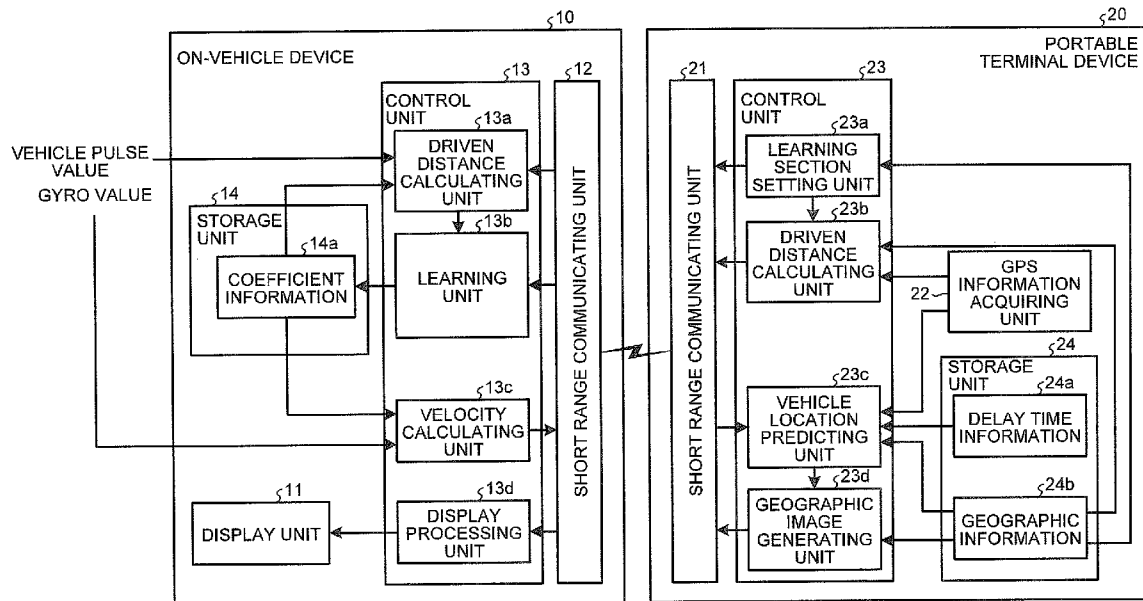 10
ON-VEHICLE DEVICE
13
CONTROL
UNIT
12
13a
DRIVEN
DISTANCE
CALCULATING
UNIT
VEHICLE PULSE
VALUE
GYRO VALUE
14
STORAGE
UNIT
14a
COEFFICIENT
INFORMATION
13b
LEARNING
UNIT
13c
VELOCITY
CALCULATING
UNIT
11
DISPLAY UNIT
13d
DISPLAY
PROCESSING
UNIT
SHORT RANGE COMMUNICATING UNIT
20
PORTABLE
TERMINAL DEVICE
21
SHORT RANGE COMMUNICATING UNIT
23
CONTROL
UNIT
23a
LEARNING
SECTION
SETTING UNIT
23b
DRIVEN
DISTANCE
CALCULATING
UNIT
22
GPS
INFORMATION
ACQUIRING
UNIT
23c
VEHICLE
LOCATION
PREDICTING
UNIT
23d
GEOGRAPHIC
IMAGE
GENERATING
UNIT
24
STORAGE
UNIT
24a
DELAY TIME
INFORMATION
24b
GEOGRAPHIC
INFORMATION